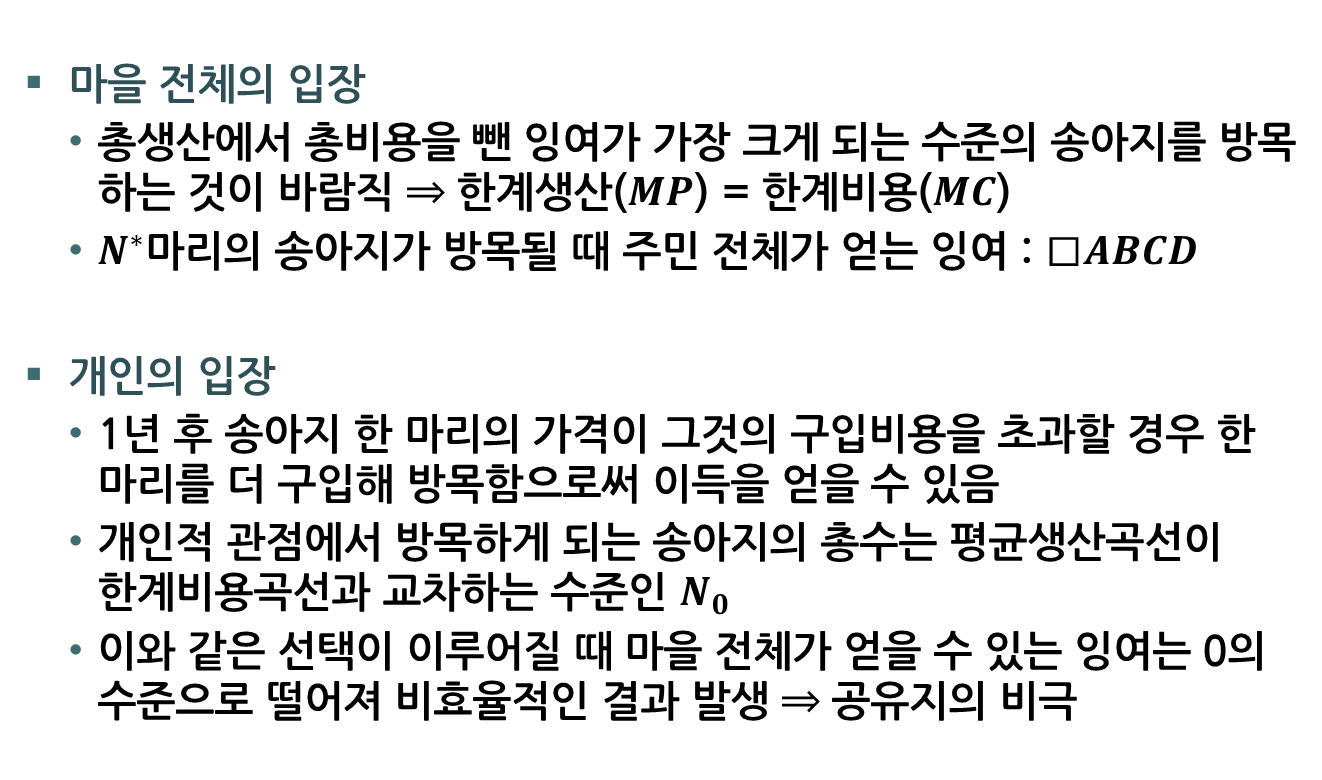 ▪ 마을 전체의 입장
• 총생산에서 총비용을 뺀 잉여가 가장 크게 되는 수준의 송아지를 방목
하는 것이 바람직 ⇒ 한계생산(MP) = 한계비용(MC)
• N*마리의 송아지가 방목될 때 주민 전체가 얻는 잉여 : □ABCD
▪ 개인의 입장
• 1년 후 송아지 한 마리의 가격이 그것의 구입비용을 초과할 경우 한
마리를 더 구입해 방목함으로써 이득을 얻을 수 있음
• 개인적 관점에서 방목하게 되는 송아지의 총수는 평균생산곡선이
한계비용곡선과 교차하는 수준인 N₀
• 이와 같은 선택이 이루어질 때 마을 전체가 얻을 수 있는 잉여는 0의
수준으로 떨어져 비효율적인 결과 발생 ⇒ 공유지의 비극